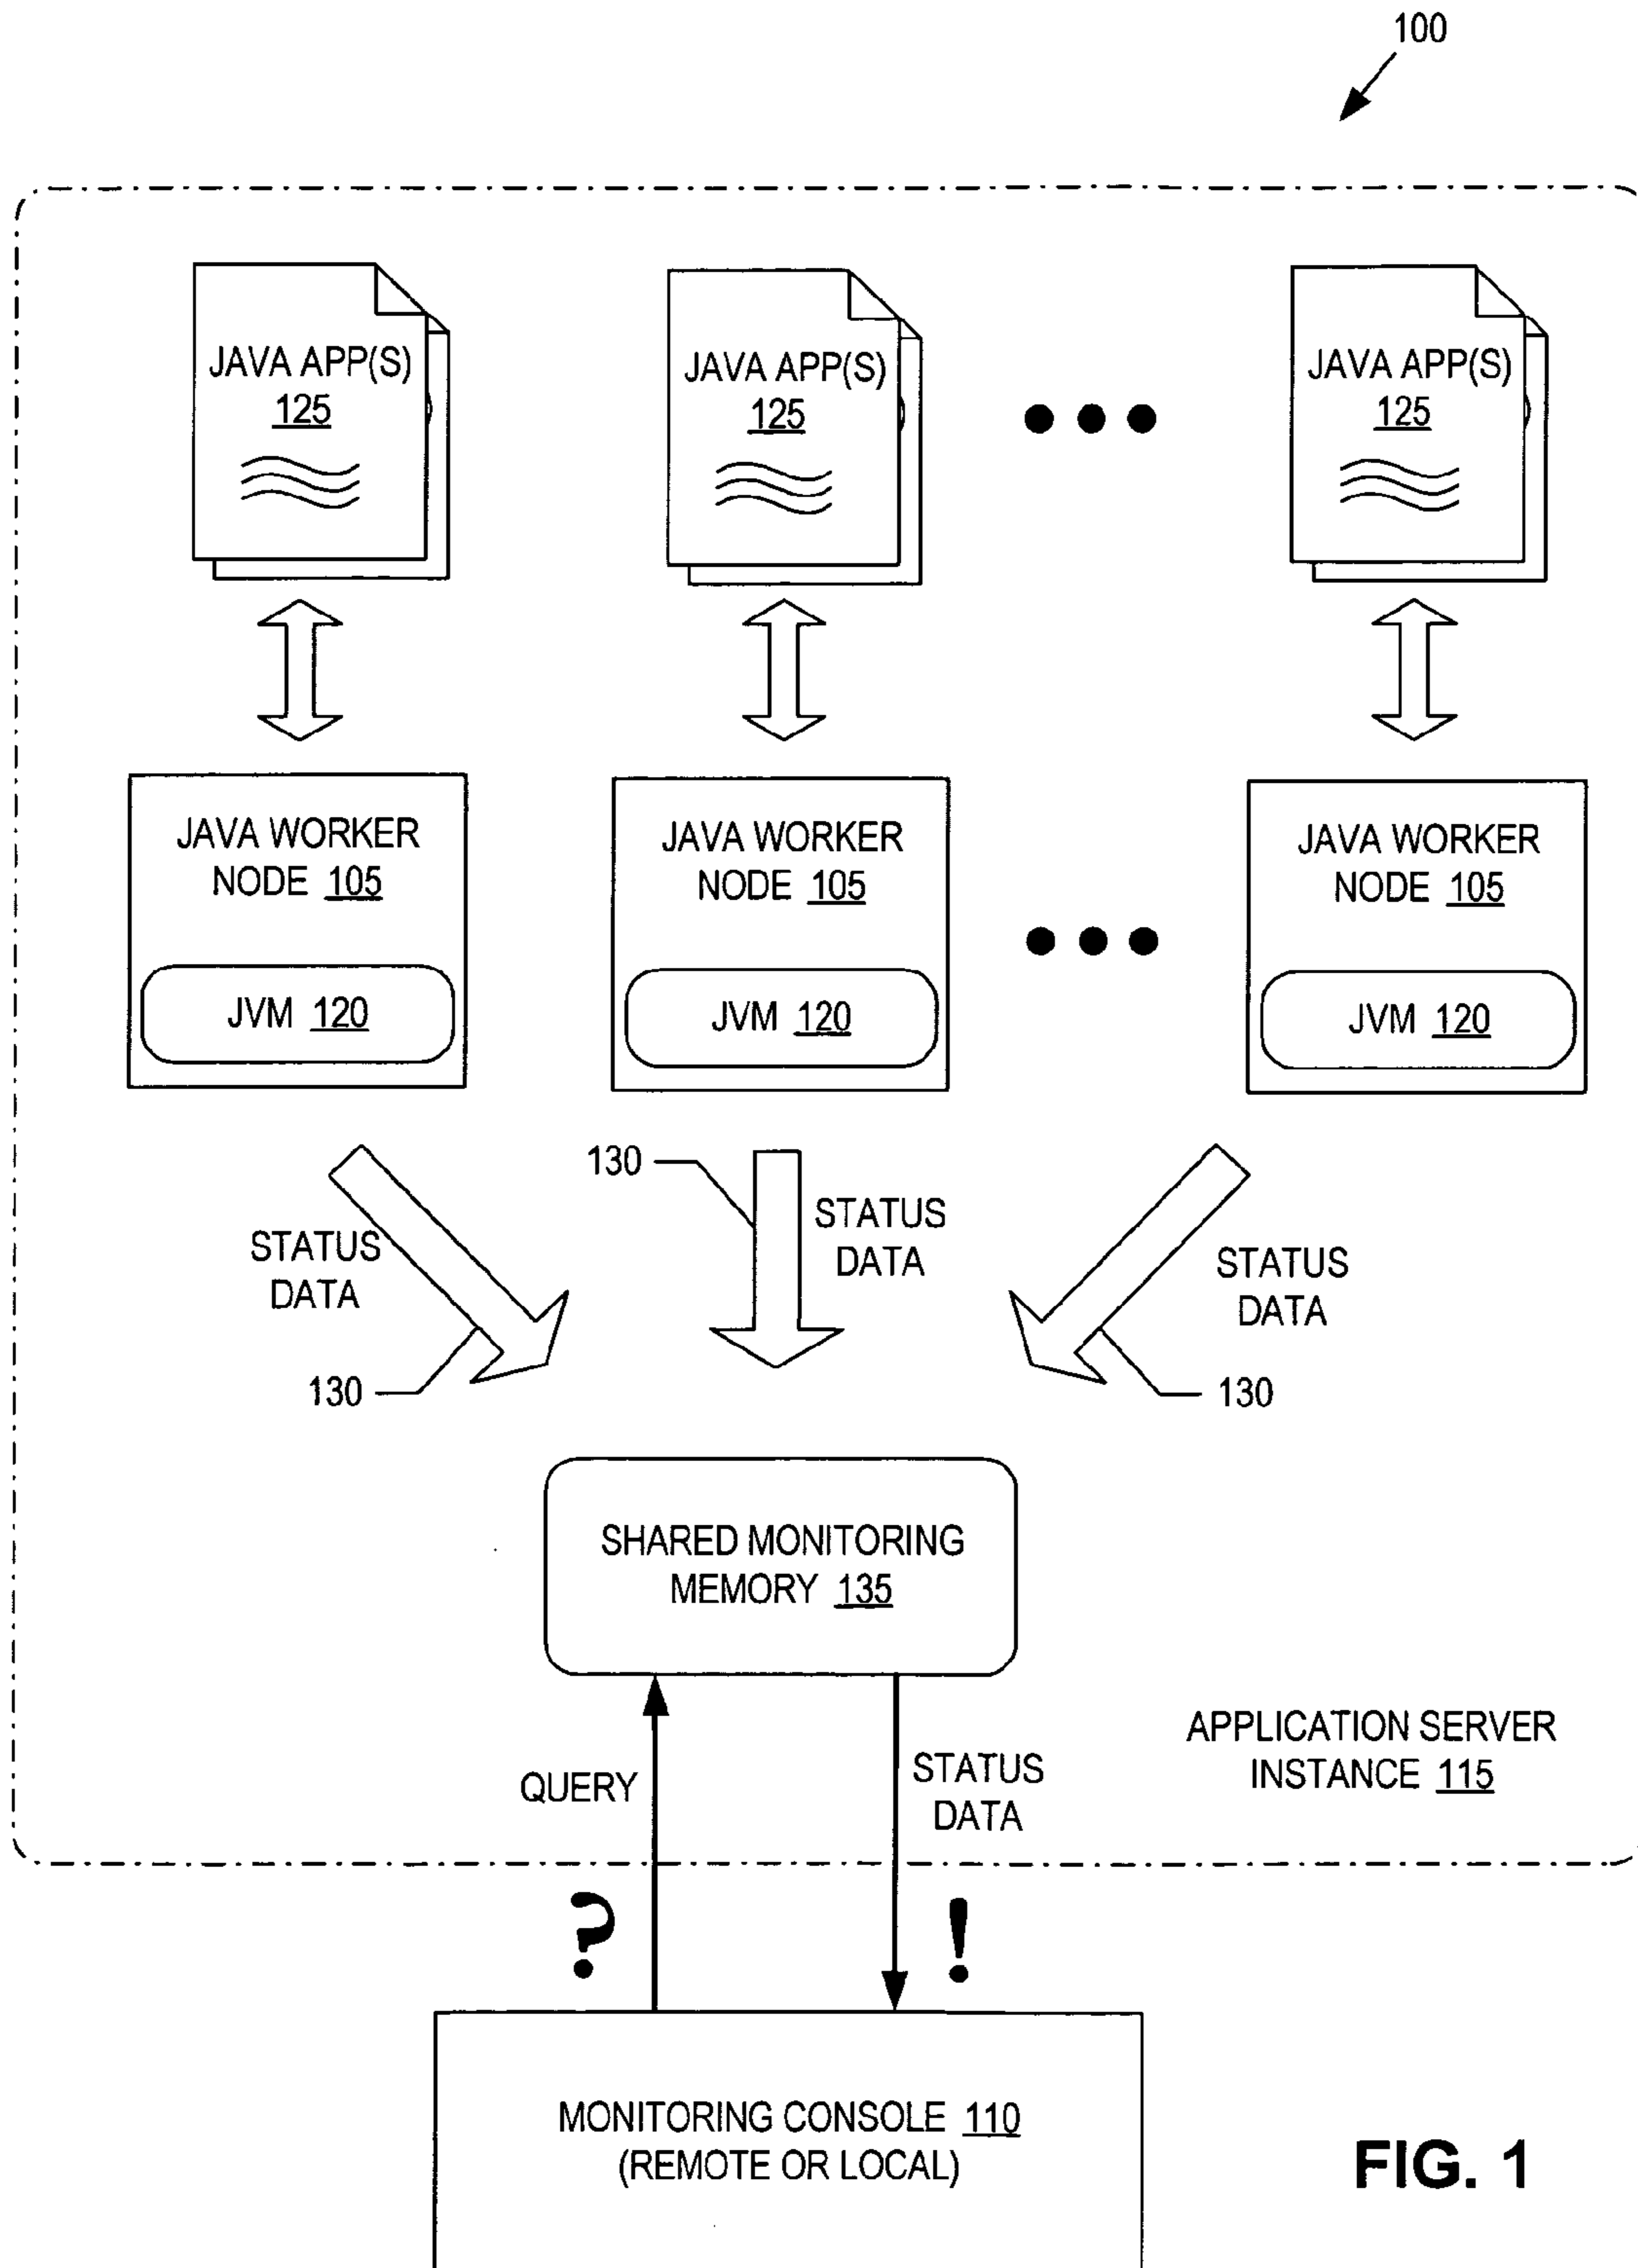 100
JAVA APP(S)
125
JAVA APP(S)
125
JAVA APP(S)
125
JAVA WORKER
NODE 105
JVM 120
JAVA WORKER
NODE 105
JVM 120
JAVA WORKER
NODE 105
JVM 120
STATUS
DATA
130
130
STATUS
DATA
STATUS
DATA
130
SHARED MONITORING
MEMORY 135
QUERY
STATUS
DATA
APPLICATION SERVER
INSTANCE 115
?
!
MONITORING CONSOLE 110
(REMOTE OR LOCAL)
FIG. 1